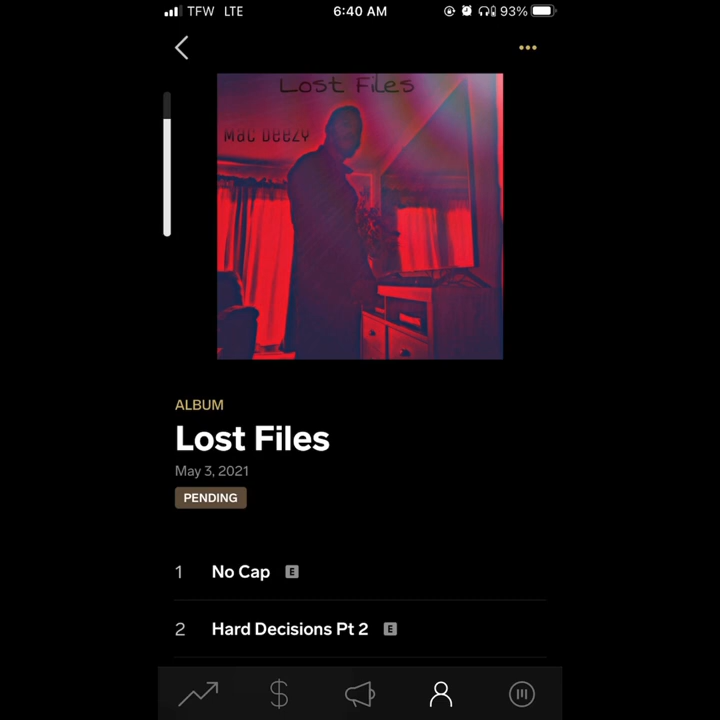 TFW LTE 6:40 AM 93%
Lost Files
Mac Deezy
ALBUM
Lost Files
May 3, 2021
PENDING
1 No Cap E
2 Hard Decisions Pt 2 E